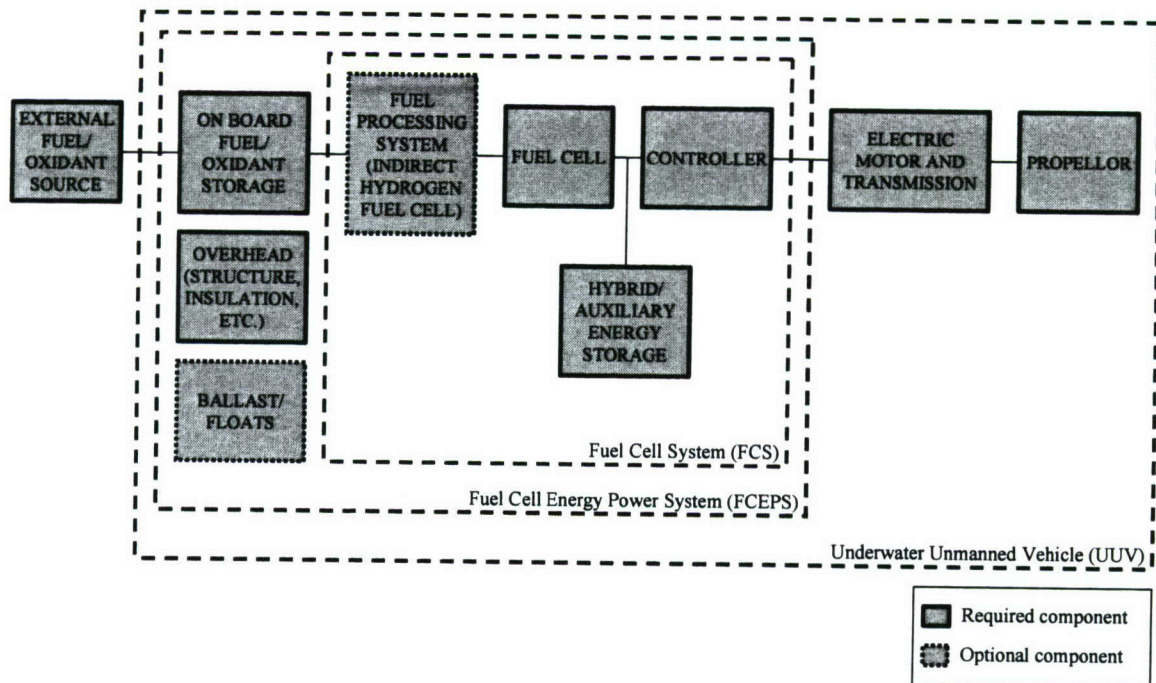 EXTERNAL
FUEL/
OXIDANT
SOURCE
ON BOARD
FUEL/
OXIDANT
STORAGE
OVERHEAD
(STRUCTURE,
INSULATION,
ETC.)
BALLAST/
FLOATS
FUEL
PROCESSING
SYSTEM
(INDIRECT
HYDROGEN
FUEL CELL)
FUEL CELL
CONTROLLER
HYBRID/
AUXILIARY
ENERGY
STORAGE
ELECTRIC
MOTOR AND
TRANSMISSION
PROPELLOR
Fuel Cell System (FCS)
Fuel Cell Energy Power System (FCEPS)
Underwater Unmanned Vehicle (UUV)
Required component
Optional component